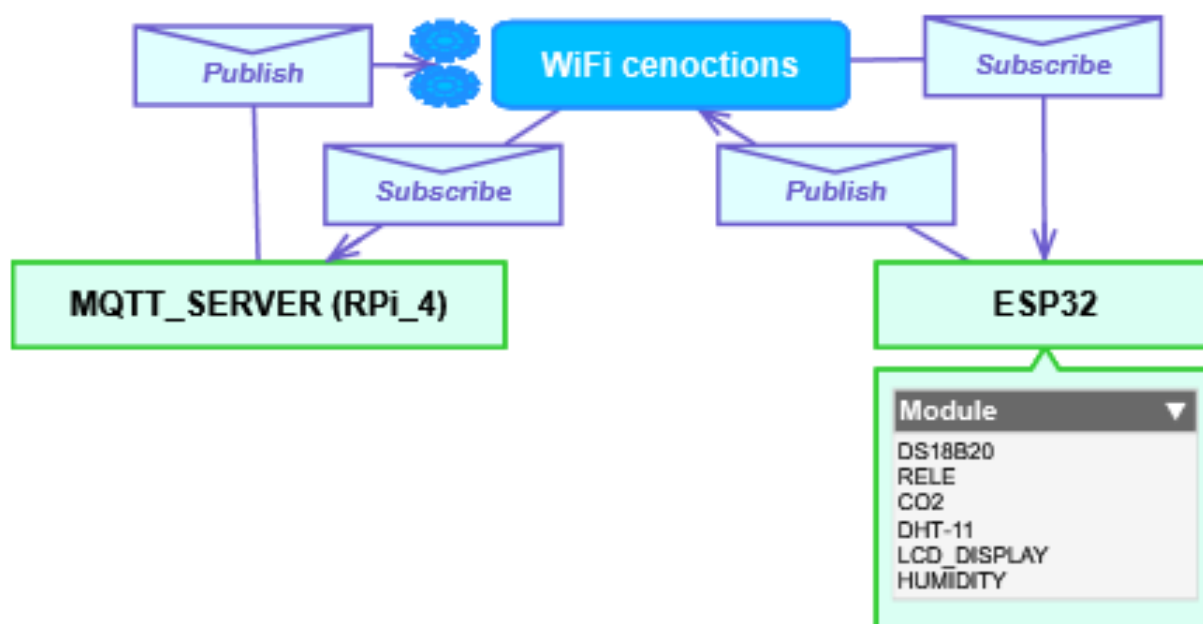 Publish
WiFi cenoctions
Subscribe
Subscribe
Publish
MQTT_SERVER (RPi_4)
ESP32
Module
DS18B20
RELE
CO2
DHT-11
LCD_DISPLAY
HUMIDITY